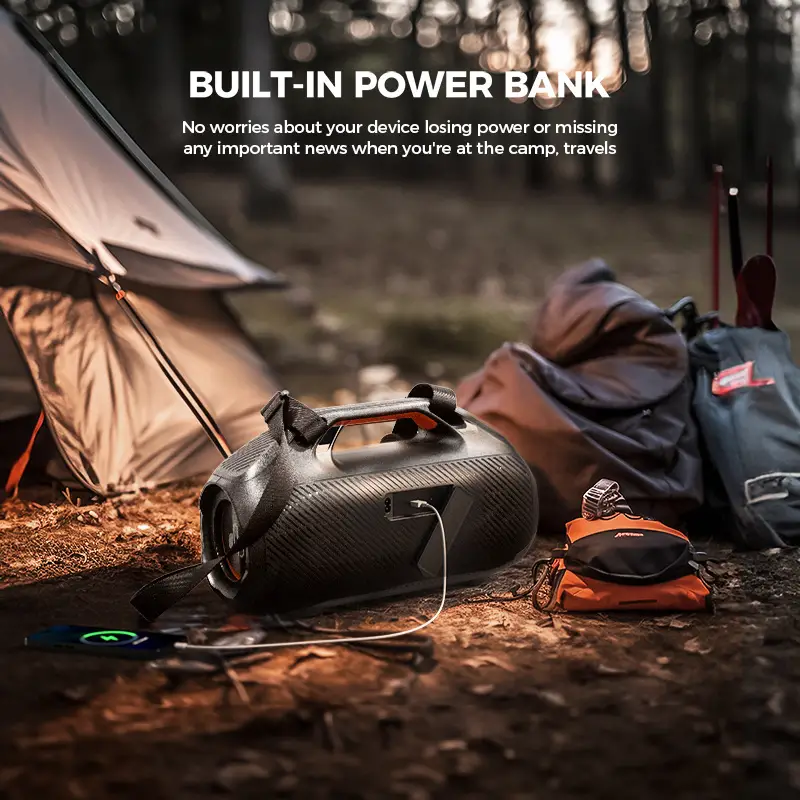 BUILT-IN POWER BANK
No worries about your device losing power or missing
any important news when you're at the camp, travels